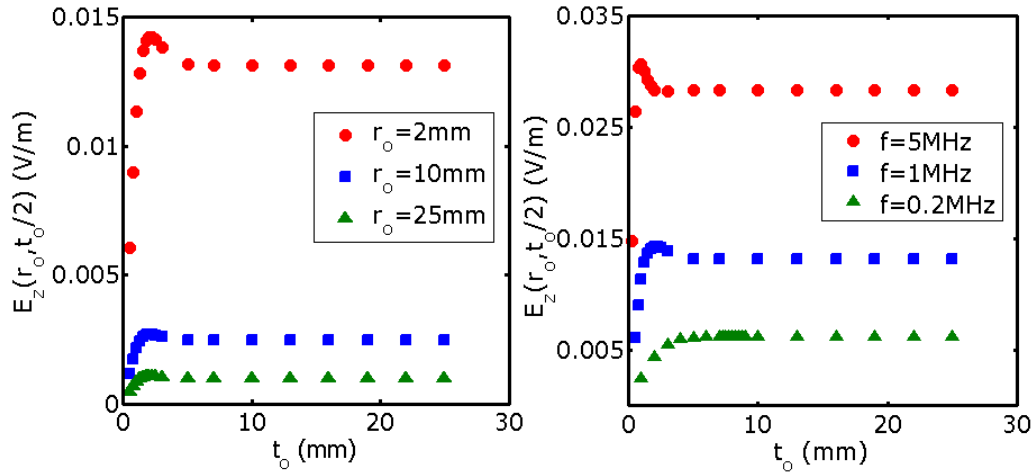 0.015
0.01
0.005
0
0
10
20
30
E_z(r_o,t_o/2) (V/m)
t_o (mm)
r_o=2mm
r_o=10mm
r_o=25mm
0.035
0.025
0.015
0.005
0
10
20
30
E_z(r_o,t_o/2) (V/m)
t_o (mm)
f=5MHz
f=1MHz
f=0.2MHz